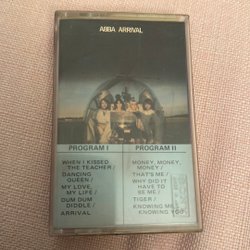 ABBA ARRIVAL
PROGRAM I
WHEN I KISSED
THE TEACHER /
DANCING
QUEEN /
MY LOVE,
MY LIFE /
DUM DUM
DIDDLE /
ARRIVAL
PROGRAM II
MONEY, MONEY,
MONEY /
THAT'S ME /
WHY DID IT
HAVE TO
BE ME /
TIGER /
KNOWING ME,
KNOWING YOU